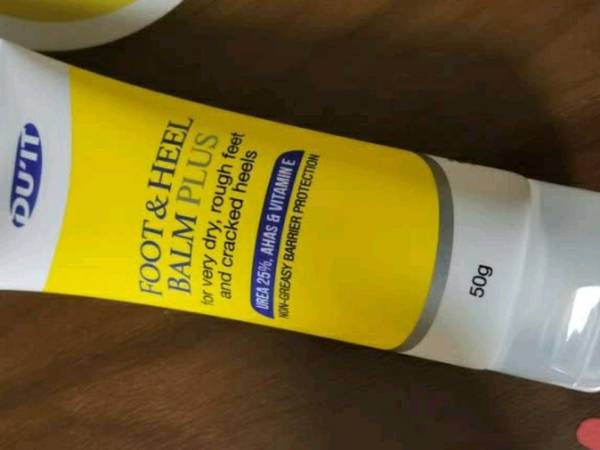 DU'IT
FOOT & HEEL
BALM PLUS
for very dry, rough feet
and cracked heels
UREA 25%, AHAS & VITAMIN E
NON-GREASY BARRIER PROTECTION
50g